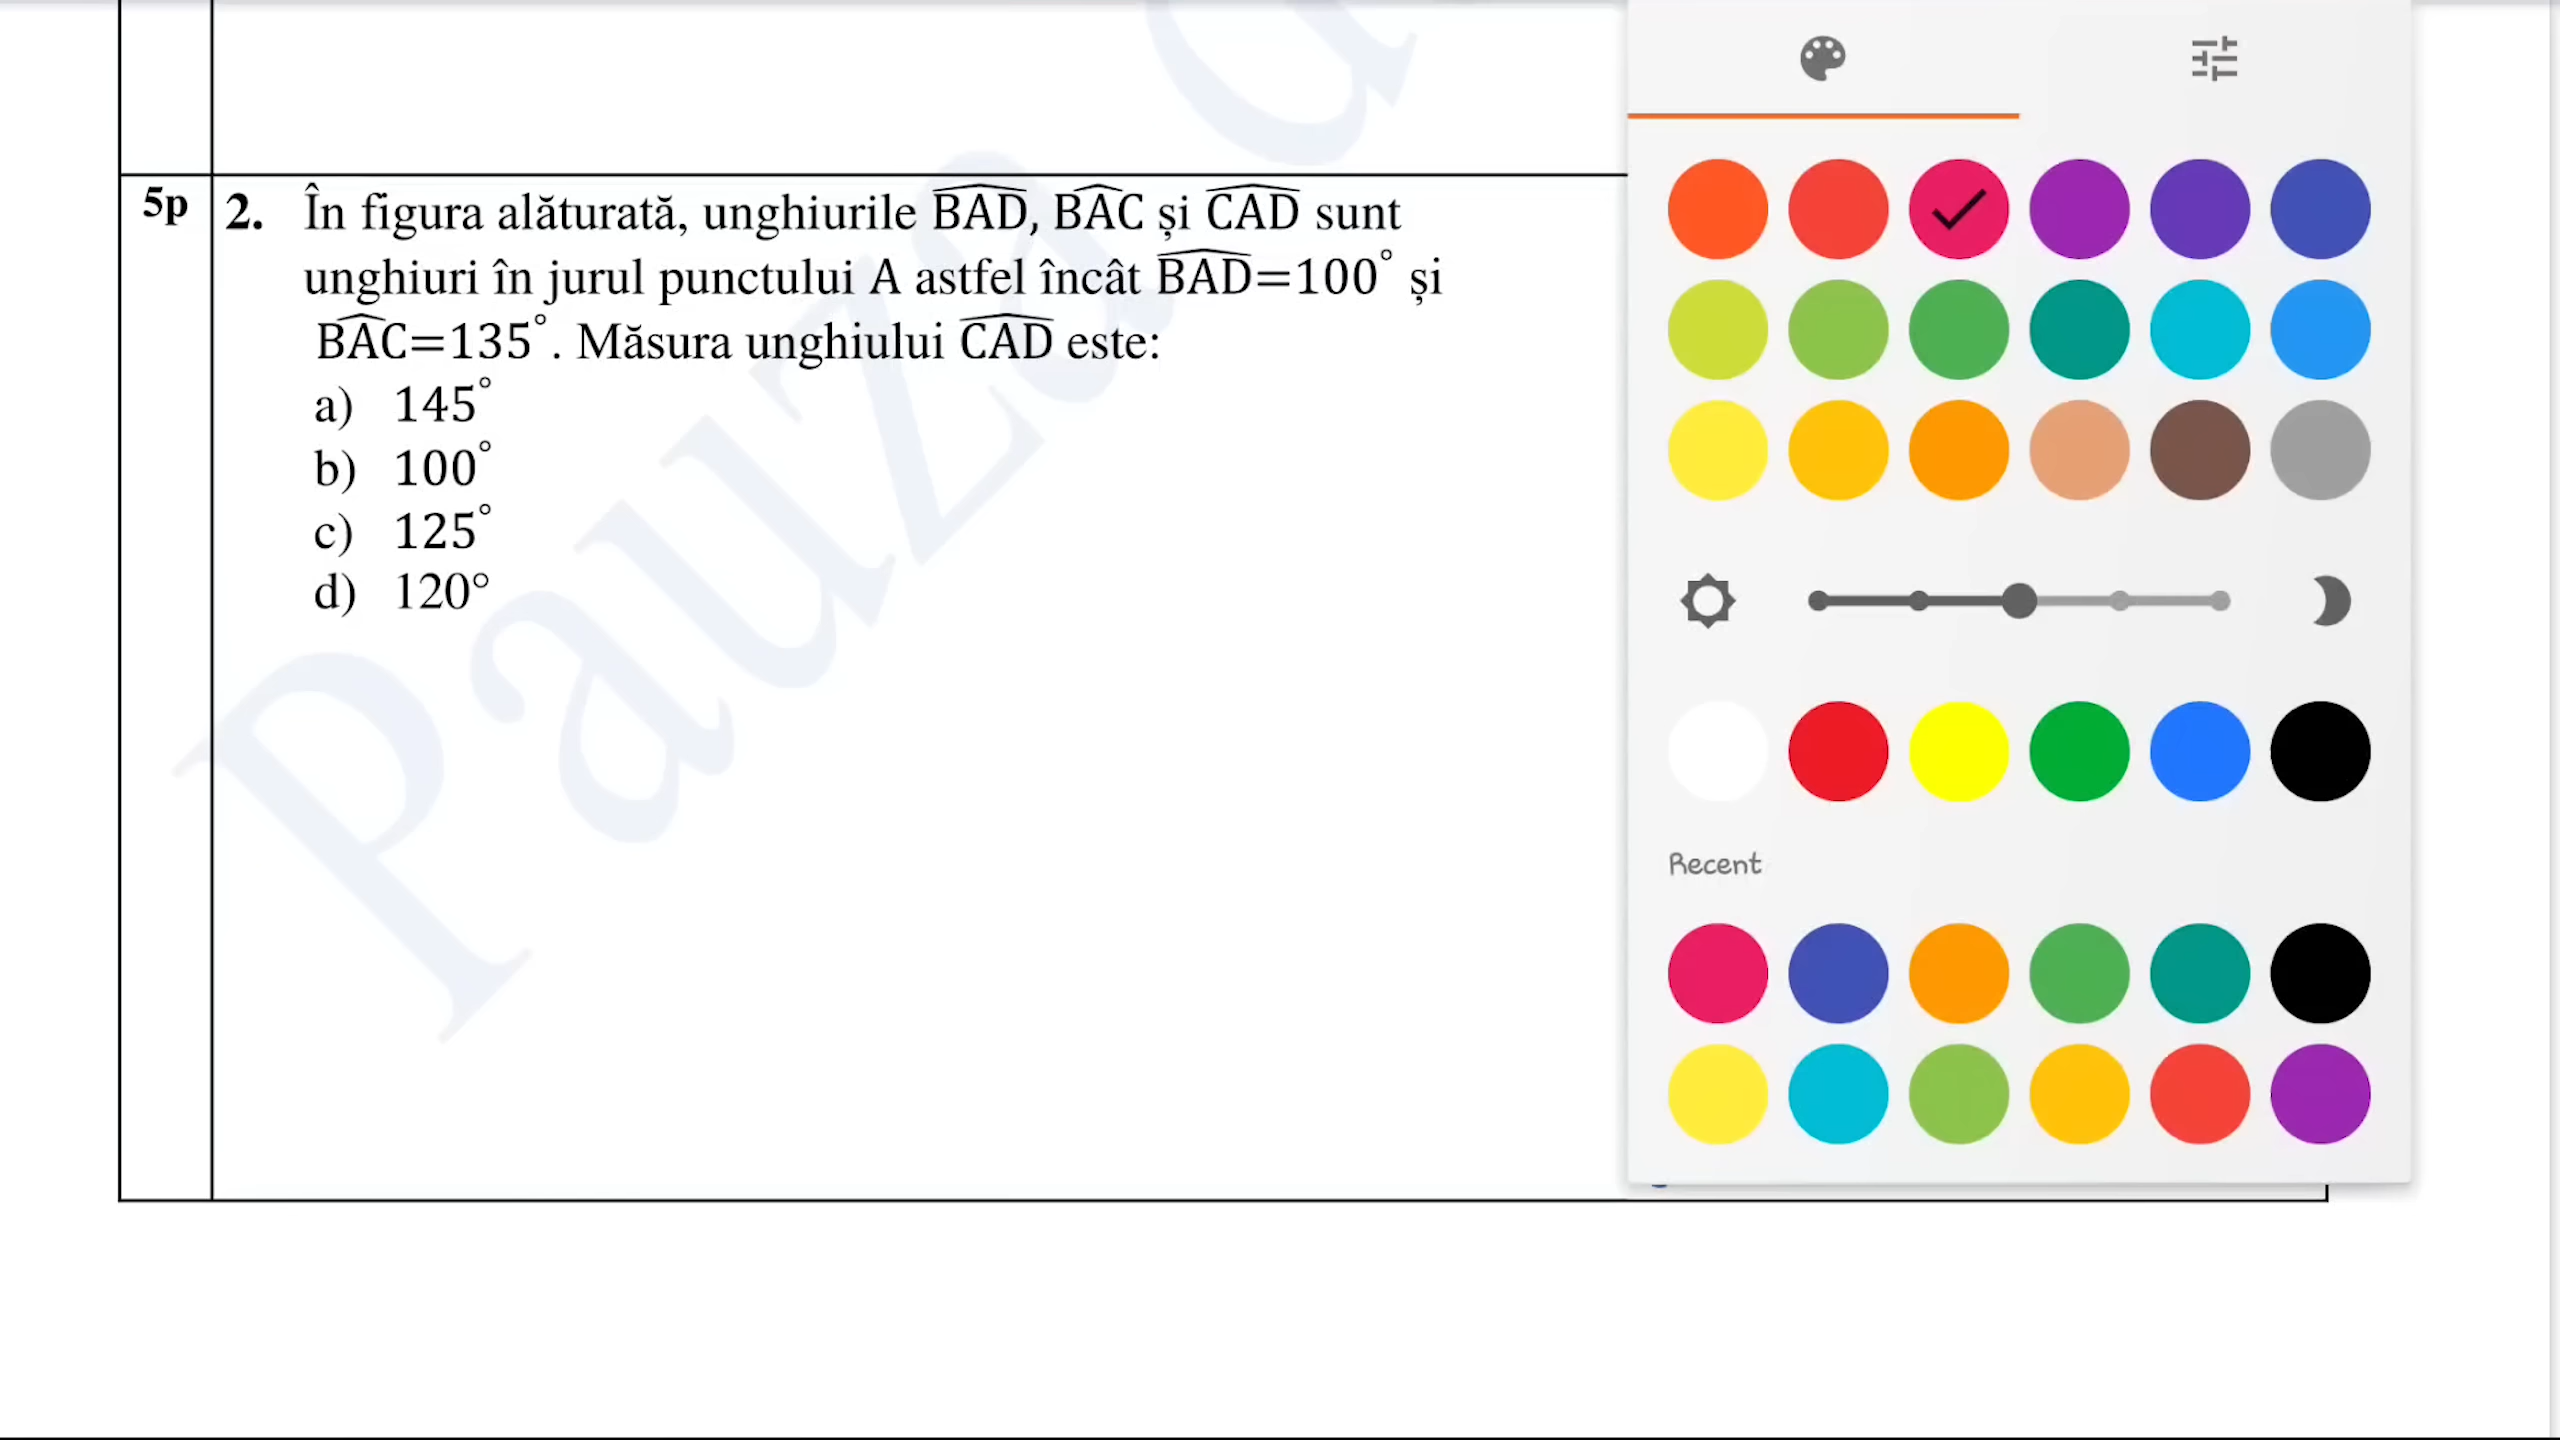 5p 2. În figura alăturată, unghiurile BAD, BAC și CAD sunt
unghiuri în jurul punctului A astfel încât BAD=100° și
BAC=135°. Măsura unghiului CAD este:
a) 145°
b) 100°
c) 125°
d) 120°
Pauza d
Recent